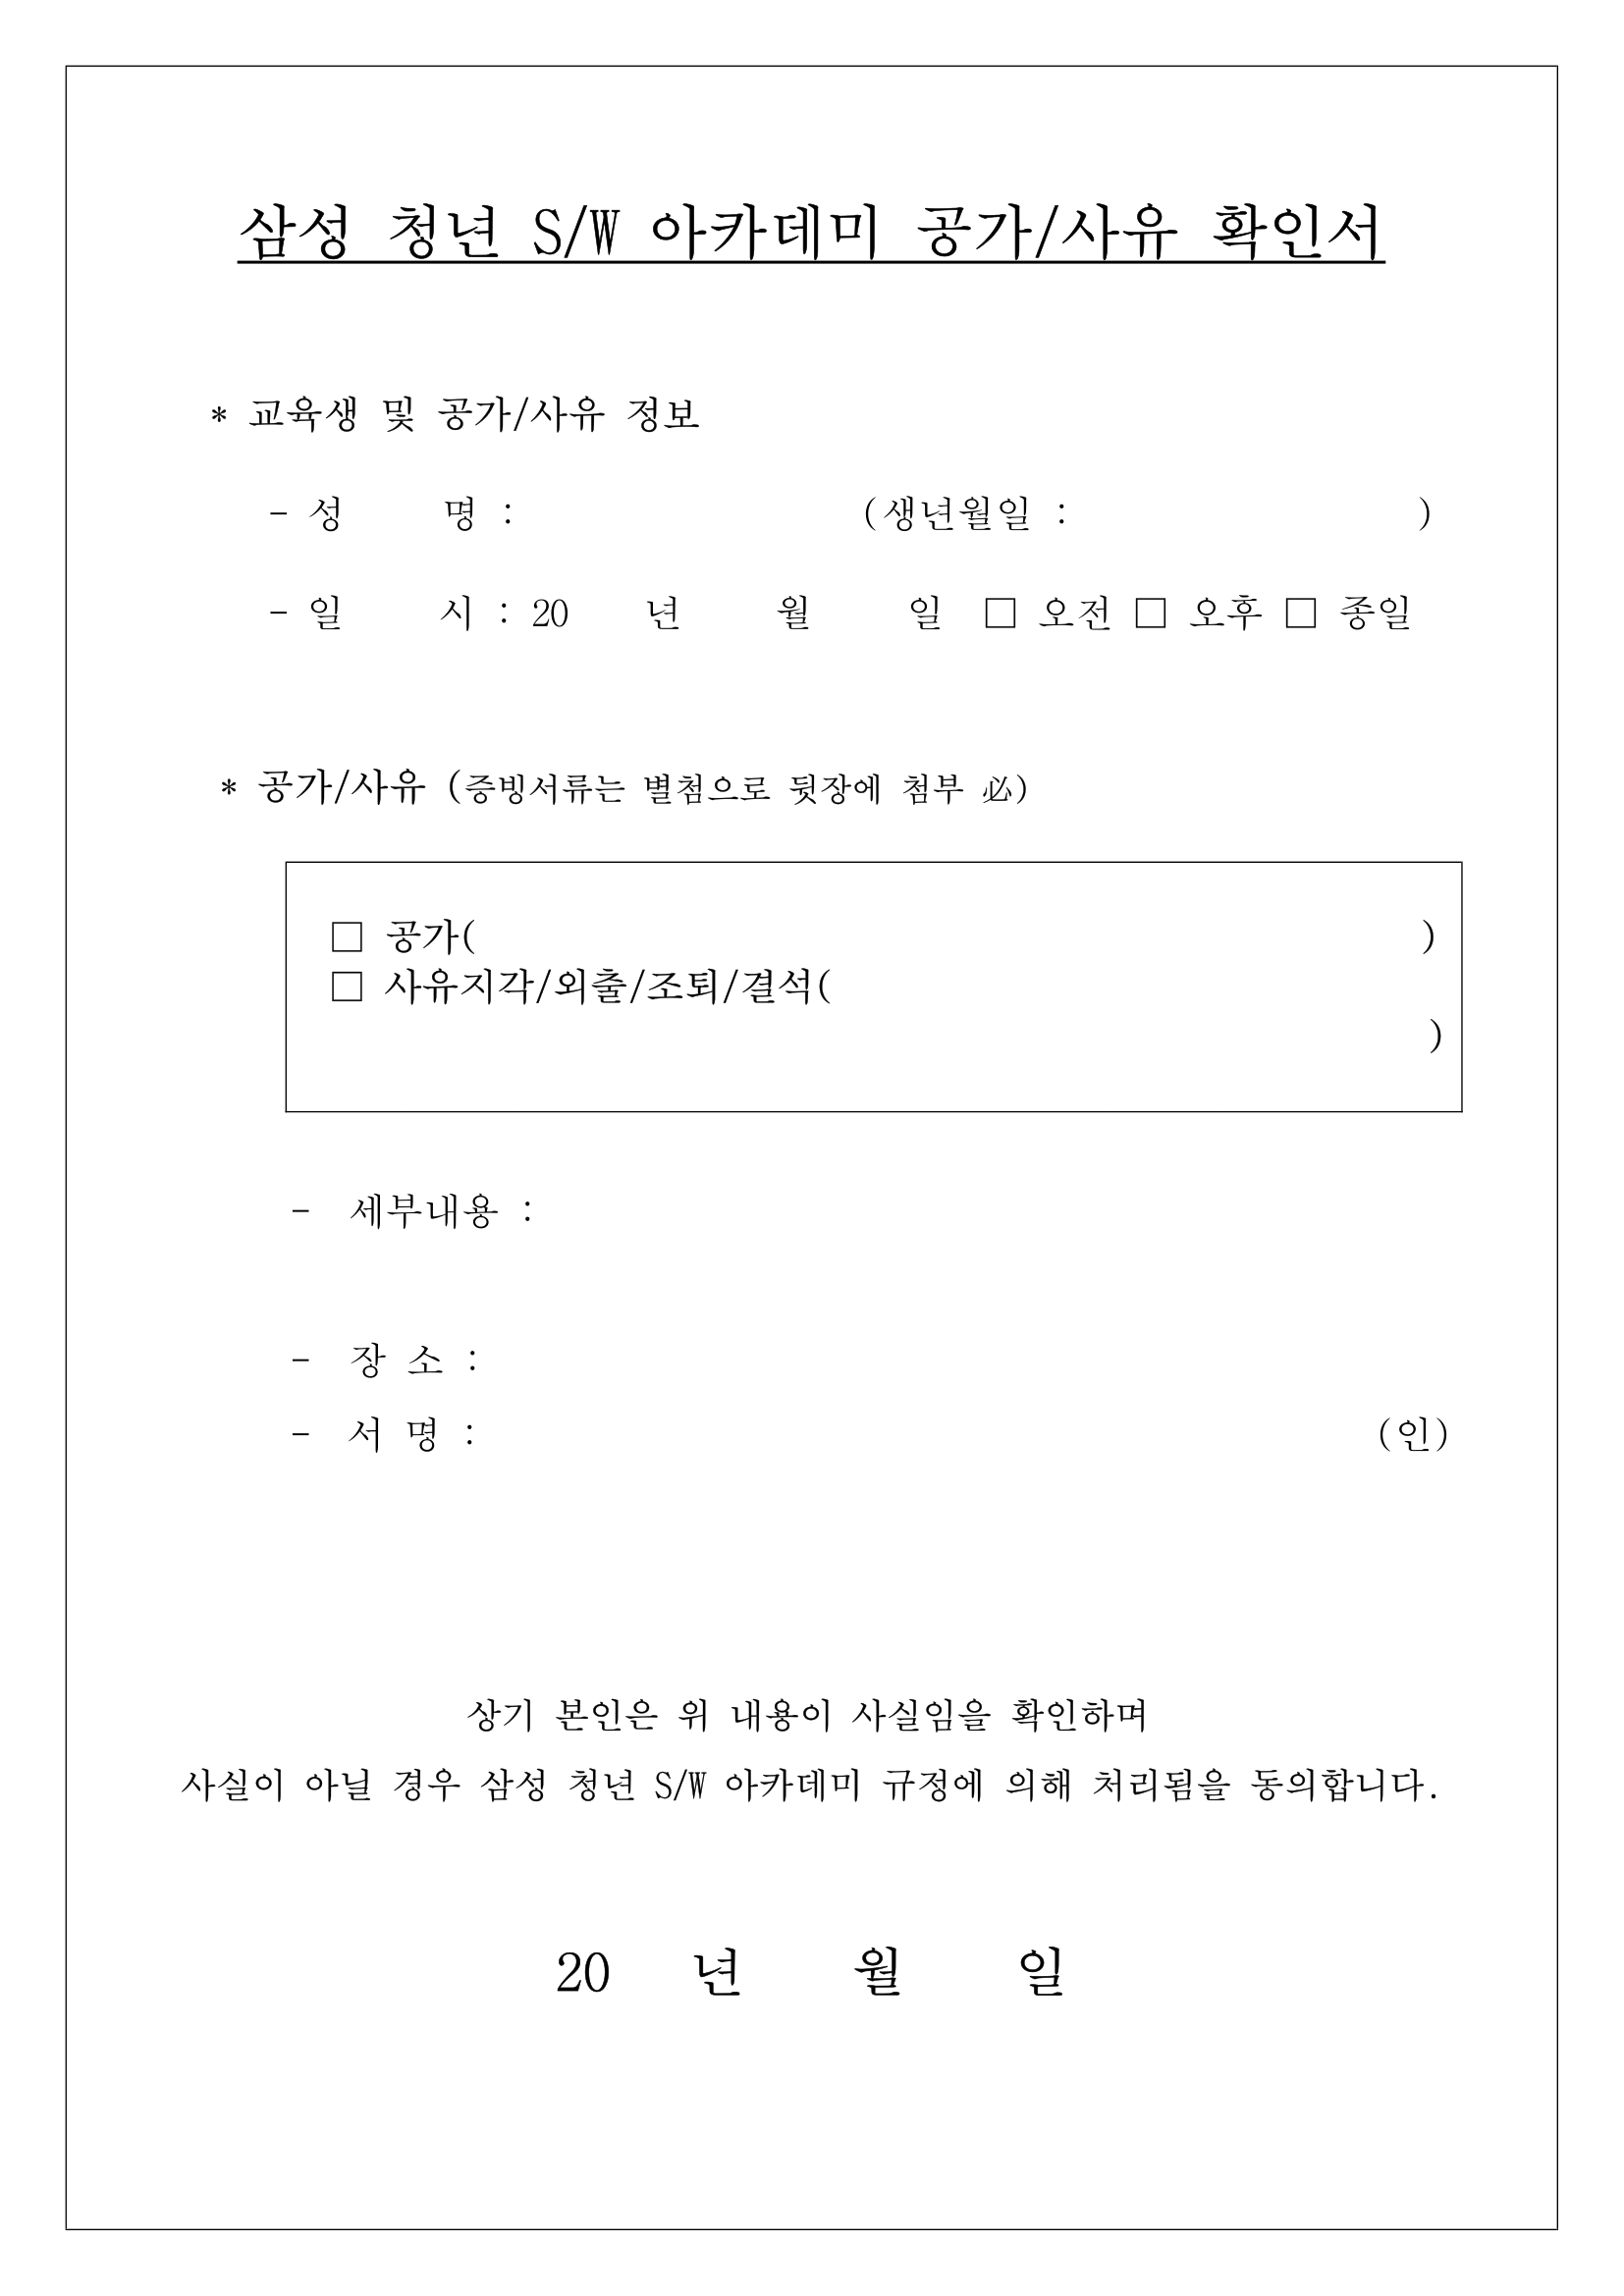 삼성 청년 S/W 아카데미 공가/사유 확인서
* 교육생 및 공가/사유 정보
- 성 명 : (생년월일 : )
- 일 시 : 20 년 월 일 □ 오전 □ 오후 □ 종일
* 공가/사유 (증빙서류는 별첨으로 뒷장에 첨부 必)
□ 공가( )
□ 사유지각/외출/조퇴/결석(
)
- 세부내용 :
- 장 소 :
- 서 명 : (인)
상기 본인은 위 내용이 사실임을 확인하며
사실이 아닐 경우 삼성 청년 S/W 아카데미 규정에 의해 처리됨을 동의합니다.
20 년 월 일